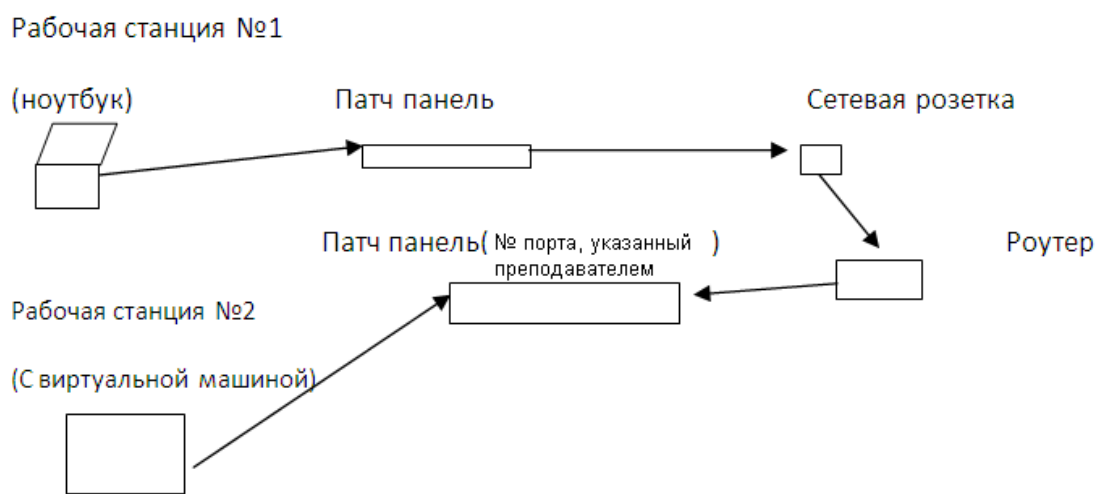 Рабочая станция №1
(ноутбук)
Патч панель
Сетевая розетка
Патч панель( № порта, указанный )
преподавателем
Роутер
Рабочая станция №2
(С виртуальной машиной)